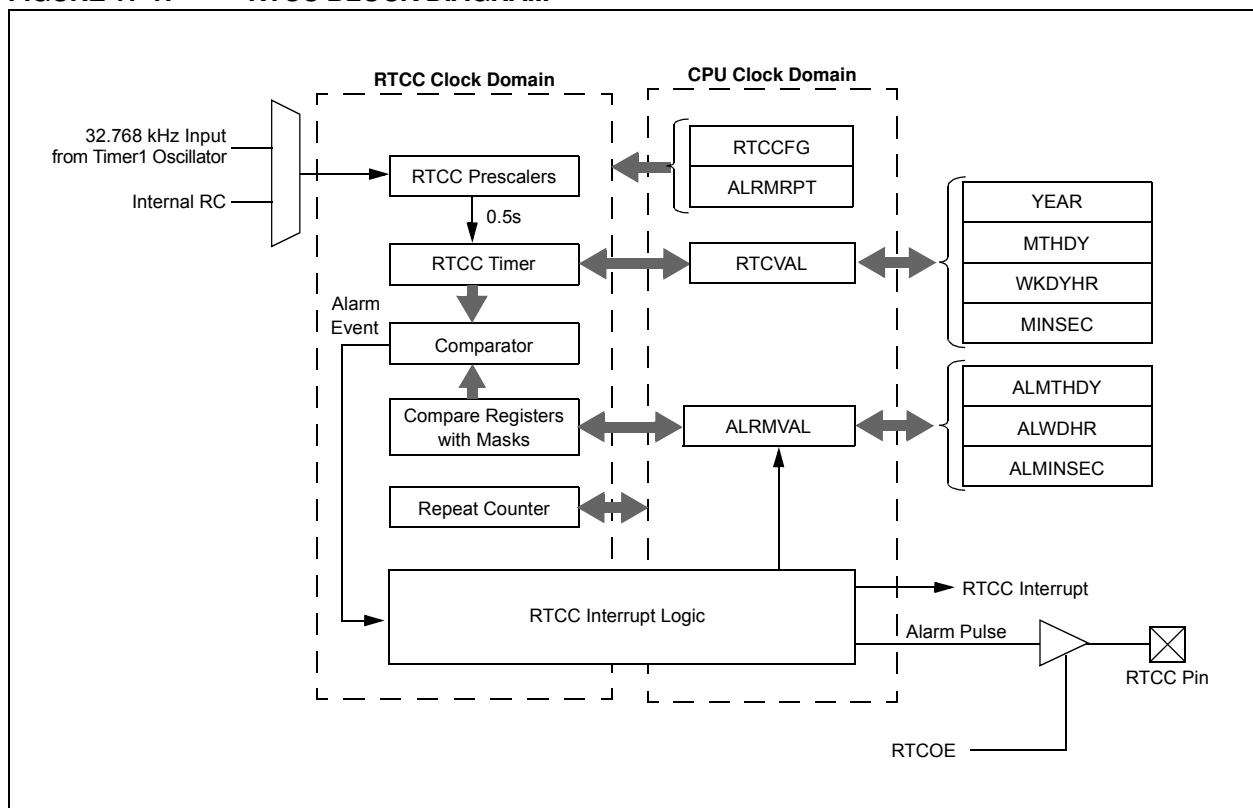 RTCC Clock Domain
CPU Clock Domain
32.768 kHz Input
from Timer1 Oscillator
Internal RC
RTCC Prescalers
0.5s
RTCC Timer
Alarm
Event
Comparator
Compare Registers
with Masks
Repeat Counter
RTCC Interrupt Logic
RTCCFG
ALRMRPT
RTCVAL
ALRMVAL
YEAR
MTHDY
WKDYHR
MINSEC
ALMTHDY
ALWDHR
ALMINSEC
RTCC Interrupt
Alarm Pulse
RTCC Pin
RTCOE